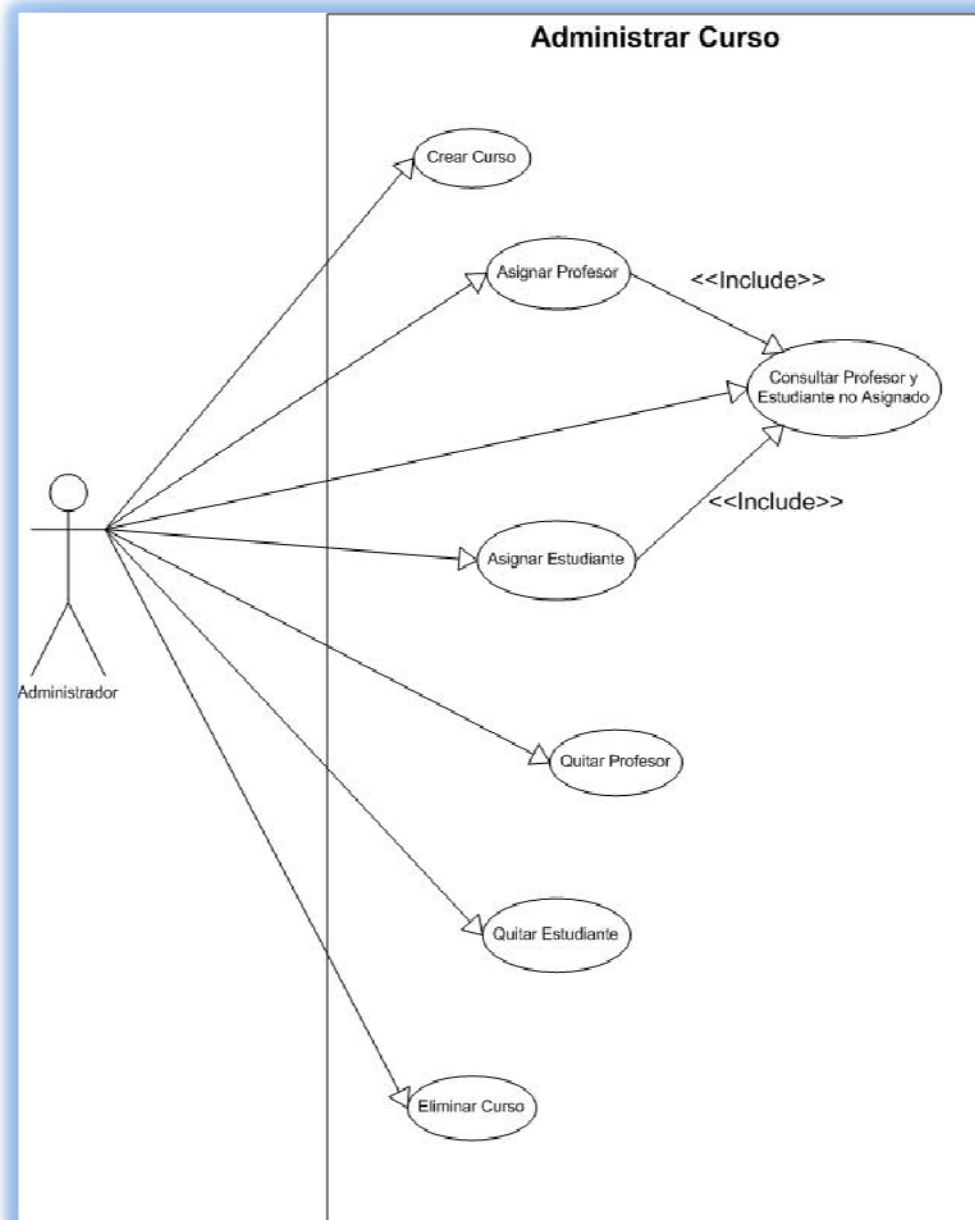 Administrar Curso
Crear Curso
Asignar Profesor
<<Include>>
Consultar Profesor y
Estudiante no Asignado
<<Include>>
Asignar Estudiante
Administrador
Quitar Profesor
Quitar Estudiante
Eliminar Curso